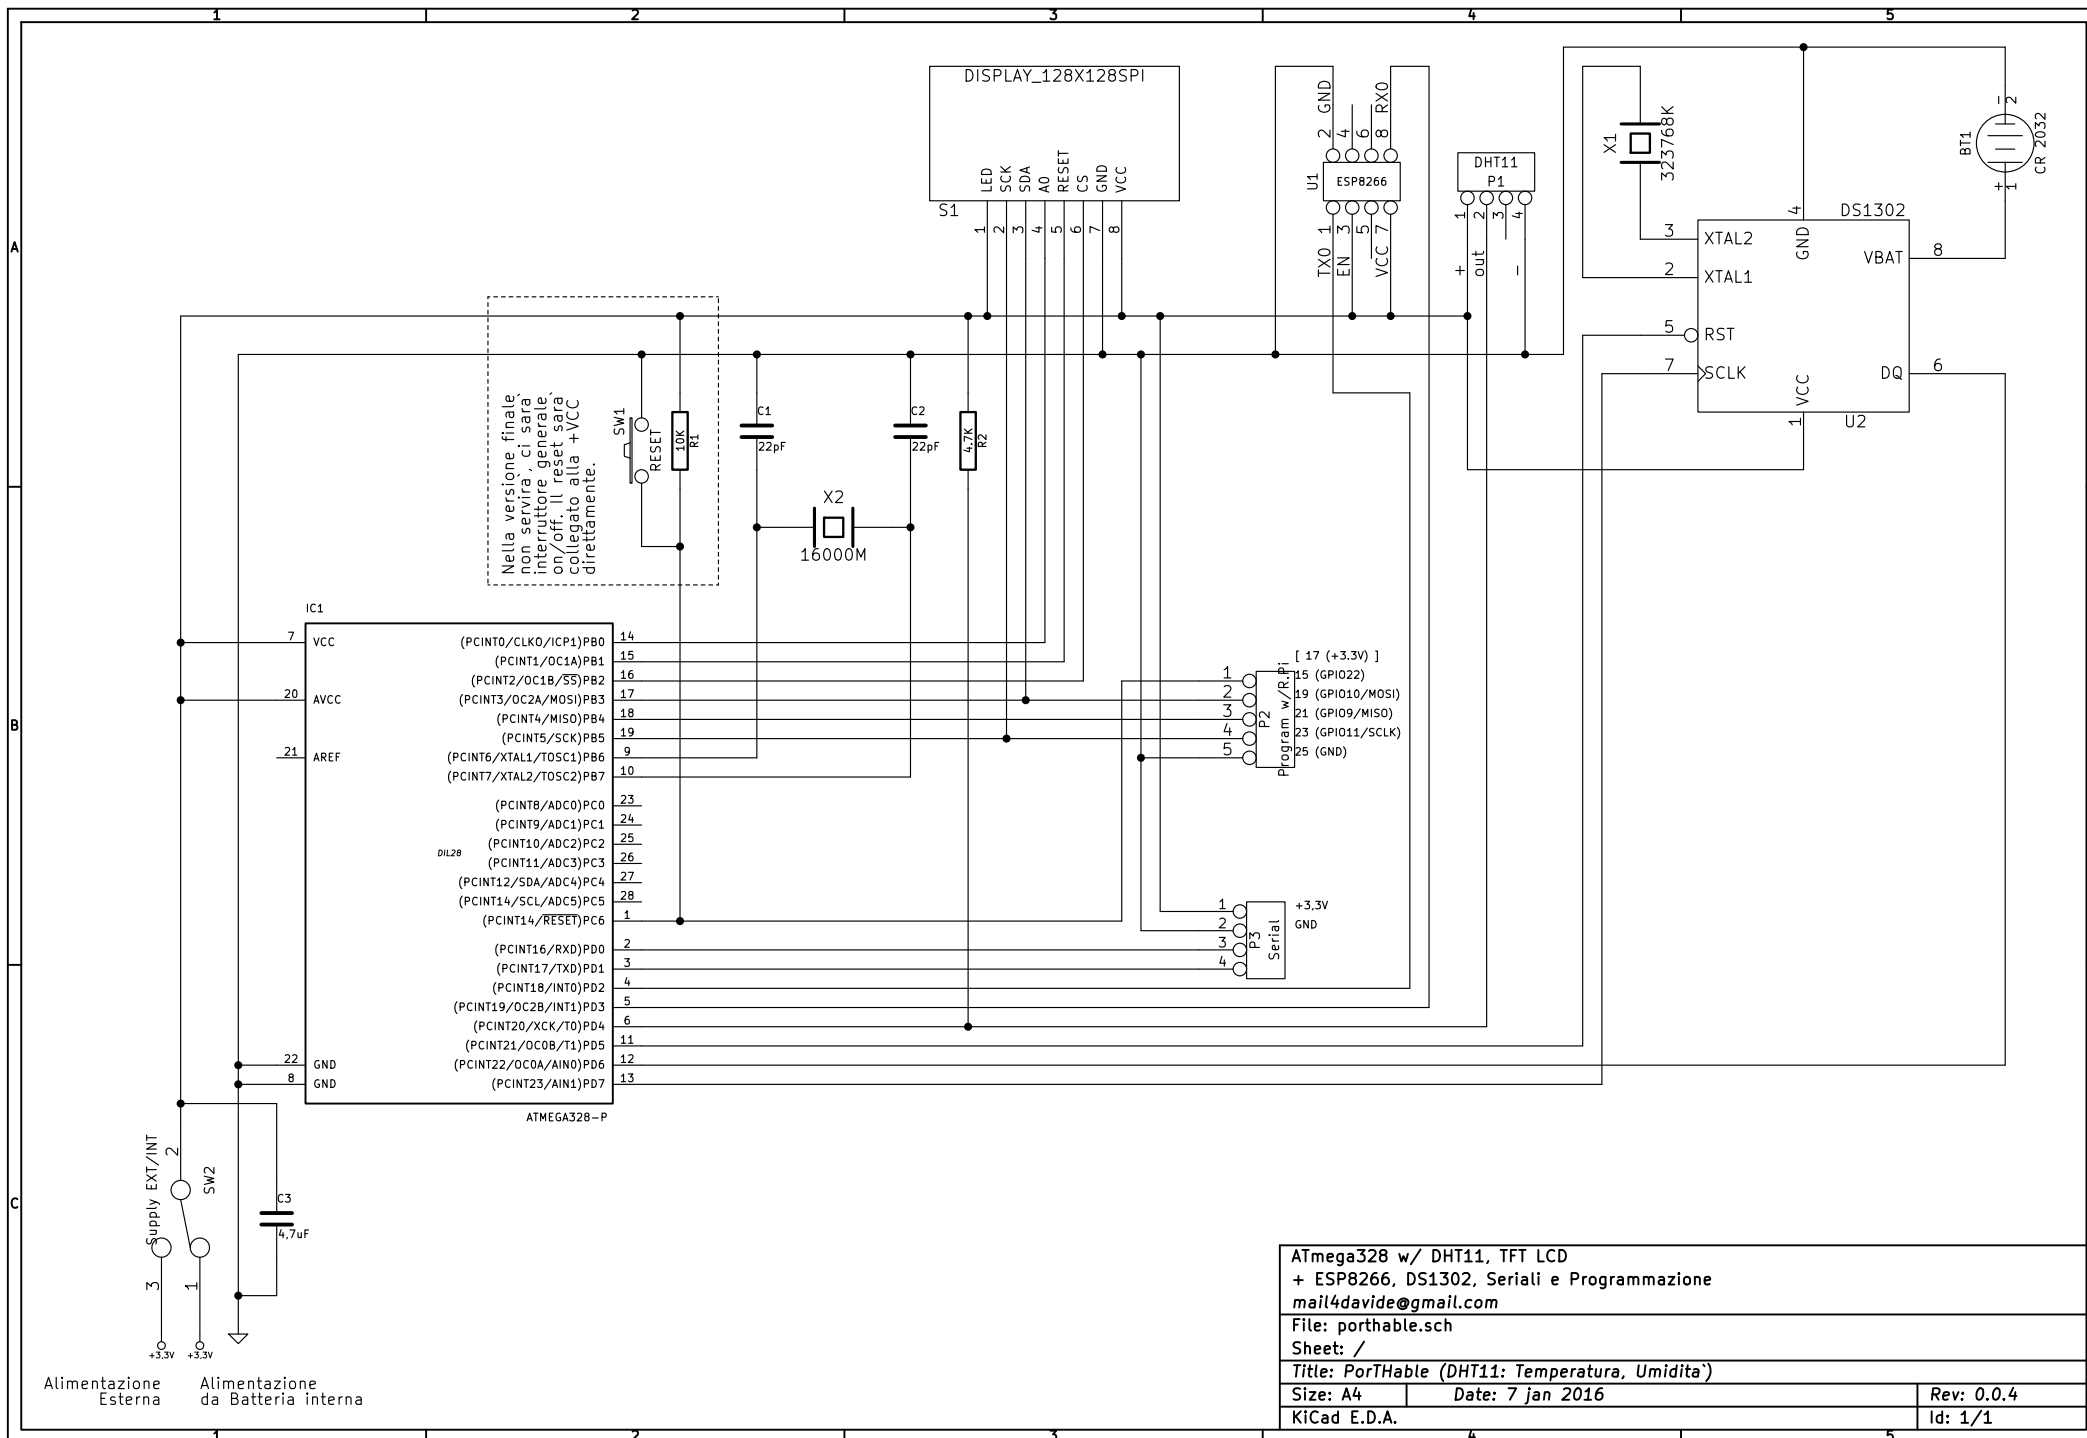 1 2 3 4 5
A
B
C
DISPLAY_128X128SPI
LED
SCK
SDA
A0
RESET
CS
GND
VCC
S1
1 2 3 4 5 6 7 8
GND
RX0
2 4 6 8
U1
ESP8266
1 3 5 7
TX0
EN
VCC
DHT11
P1
1 2 3 4
+
out
-
X1
323768K
BT1
CR 2032
- 2
+ 1
DS1302
3 XTAL2
2 XTAL1
5 RST
7 SCLK
4 GND
VBAT 8
DQ 6
VCC 1
U2
Nella versione finale
non servira`, ci sara`
interruttore generale
on/off. Il reset sara`
collegato alla +VCC
direttamente.
SW1
RESET
10K
R1
C1
22pF
C2
22pF
4.7K
R2
X2
16000M
IC1
7 VCC
20 AVCC
21 AREF
22 GND
8 GND
DIL28
(PCINT0/CLKO/ICP1)PB0 14
(PCINT1/OC1A)PB1 15
(PCINT2/OC1B/SS)PB2 16
(PCINT3/OC2A/MOSI)PB3 17
(PCINT4/MISO)PB4 18
(PCINT5/SCK)PB5 19
(PCINT6/XTAL1/TOSC1)PB6 9
(PCINT7/XTAL2/TOSC2)PB7 10
(PCINT8/ADC0)PC0 23
(PCINT9/ADC1)PC1 24
(PCINT10/ADC2)PC2 25
(PCINT11/ADC3)PC3 26
(PCINT12/SDA/ADC4)PC4 27
(PCINT14/SCL/ADC5)PC5 28
(PCINT14/RESET)PC6 1
(PCINT16/RXD)PD0 2
(PCINT17/TXD)PD1 3
(PCINT18/INT0)PD2 4
(PCINT19/OC2B/INT1)PD3 5
(PCINT20/XCK/T0)PD4 6
(PCINT21/OC0B/T1)PD5 11
(PCINT22/OC0A/AIN0)PD6 12
(PCINT23/AIN1)PD7 13
ATMEGA328-P
1 2 3 4 5
P2
Program w/R.Pi
[ 17 (+3.3V) ]
15 (GPIO22)
19 (GPIO10/MOSI)
21 (GPIO9/MISO)
23 (GPIO11/SCLK)
25 (GND)
1 2 3 4
P3
Serial
+3,3V
GND
Supply EXT/INT
2
SW2
3
1
C3
4,7uF
+3,3V
+3,3V
Alimentazione
Esterna
Alimentazione
da Batteria interna
ATmega328 w/ DHT11, TFT LCD
+ ESP8266, DS1302, Seriali e Programmazione
mail4davide@gmail.com
File: porthable.sch
Sheet: /
Title: PorTHable (DHT11: Temperatura, Umidita`)
Size: A4 Date: 7 jan 2016 Rev: 0.0.4
KiCad E.D.A. Id: 1/1
1 2 3 4 5